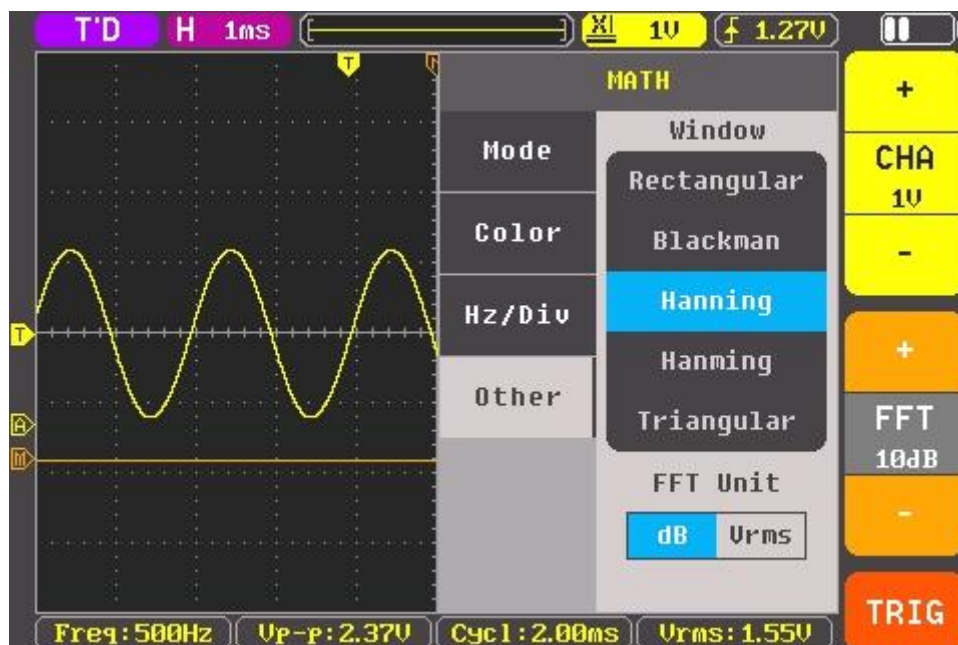 T'D H 1ms X1 1V 1.27V
T
MATH
+
CHA
1V
-
Mode
Color
Hz/Div
Other
Window
Rectangular
Blackman
Hanning
Hanming
Triangular
FFT Unit
dB Vrms
T
A
M
+
FFT
10dB
-
TRIG
Freq:500Hz Vp-p:2.37V Cycl:2.00ms Vrms:1.55V